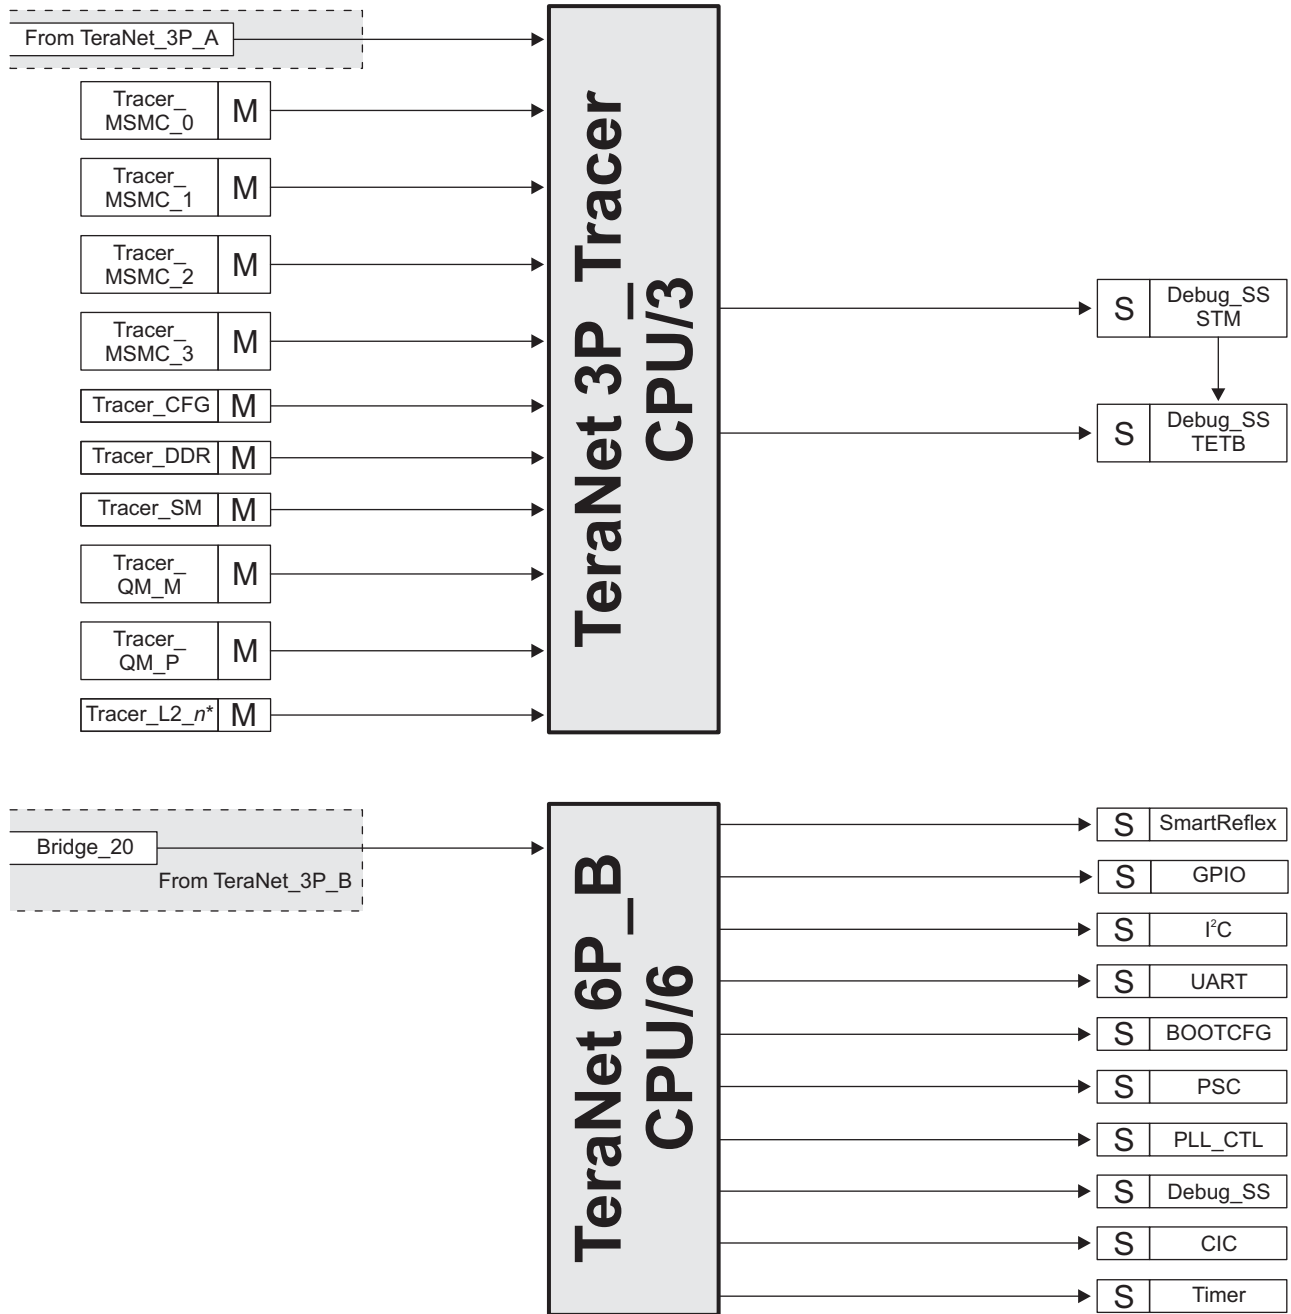 From TeraNet_3P_A
Tracer_
MSMC_0
M
Tracer_
MSMC_1
M
Tracer_
MSMC_2
M
Tracer_
MSMC_3
M
Tracer_CFG
M
Tracer_DDR
M
Tracer_SM
M
Tracer_
QM_M
M
Tracer_
QM_P
M
Tracer_L2_n*
M
TeraNet 3P_Tracer
CPU/3
S
Debug_SS
STM
S
Debug_SS
TETB
Bridge_20
From TeraNet_3P_B
TeraNet 6P_B
CPU/6
S
SmartReflex
S
GPIO
S
I²C
S
UART
S
BOOTCFG
S
PSC
S
PLL_CTL
S
Debug_SS
S
CIC
S
Timer